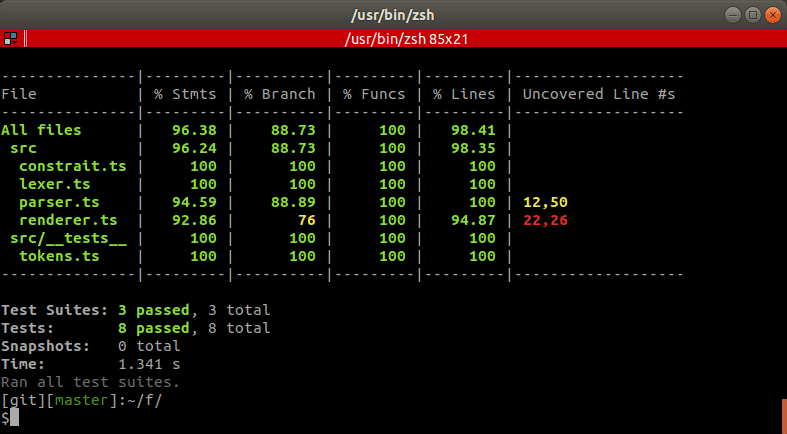 /usr/bin/zsh
/usr/bin/zsh 85x21
---------------|---------|----------|---------|---------|-------------------
File           | % Stmts | % Branch | % Funcs | % Lines | Uncovered Line #s
---------------|---------|----------|---------|---------|-------------------
All files      |   96.38 |    88.73 |     100 |   98.41 |
 src           |   96.24 |    88.73 |     100 |   98.35 |
  constrait.ts |     100 |      100 |     100 |     100 |
  lexer.ts     |     100 |      100 |     100 |     100 |
  parser.ts    |   94.59 |    88.89 |     100 |     100 | 12,50
  renderer.ts  |   92.86 |       76 |     100 |   94.87 | 22,26
 src/__tests__ |     100 |      100 |     100 |     100 |
  tokens.ts    |     100 |      100 |     100 |     100 |
---------------|---------|----------|---------|---------|-------------------
Test Suites: 3 passed, 3 total
Tests:       8 passed, 8 total
Snapshots:   0 total
Time:        1.341 s
Ran all test suites.
[git][master]:~/f/
$